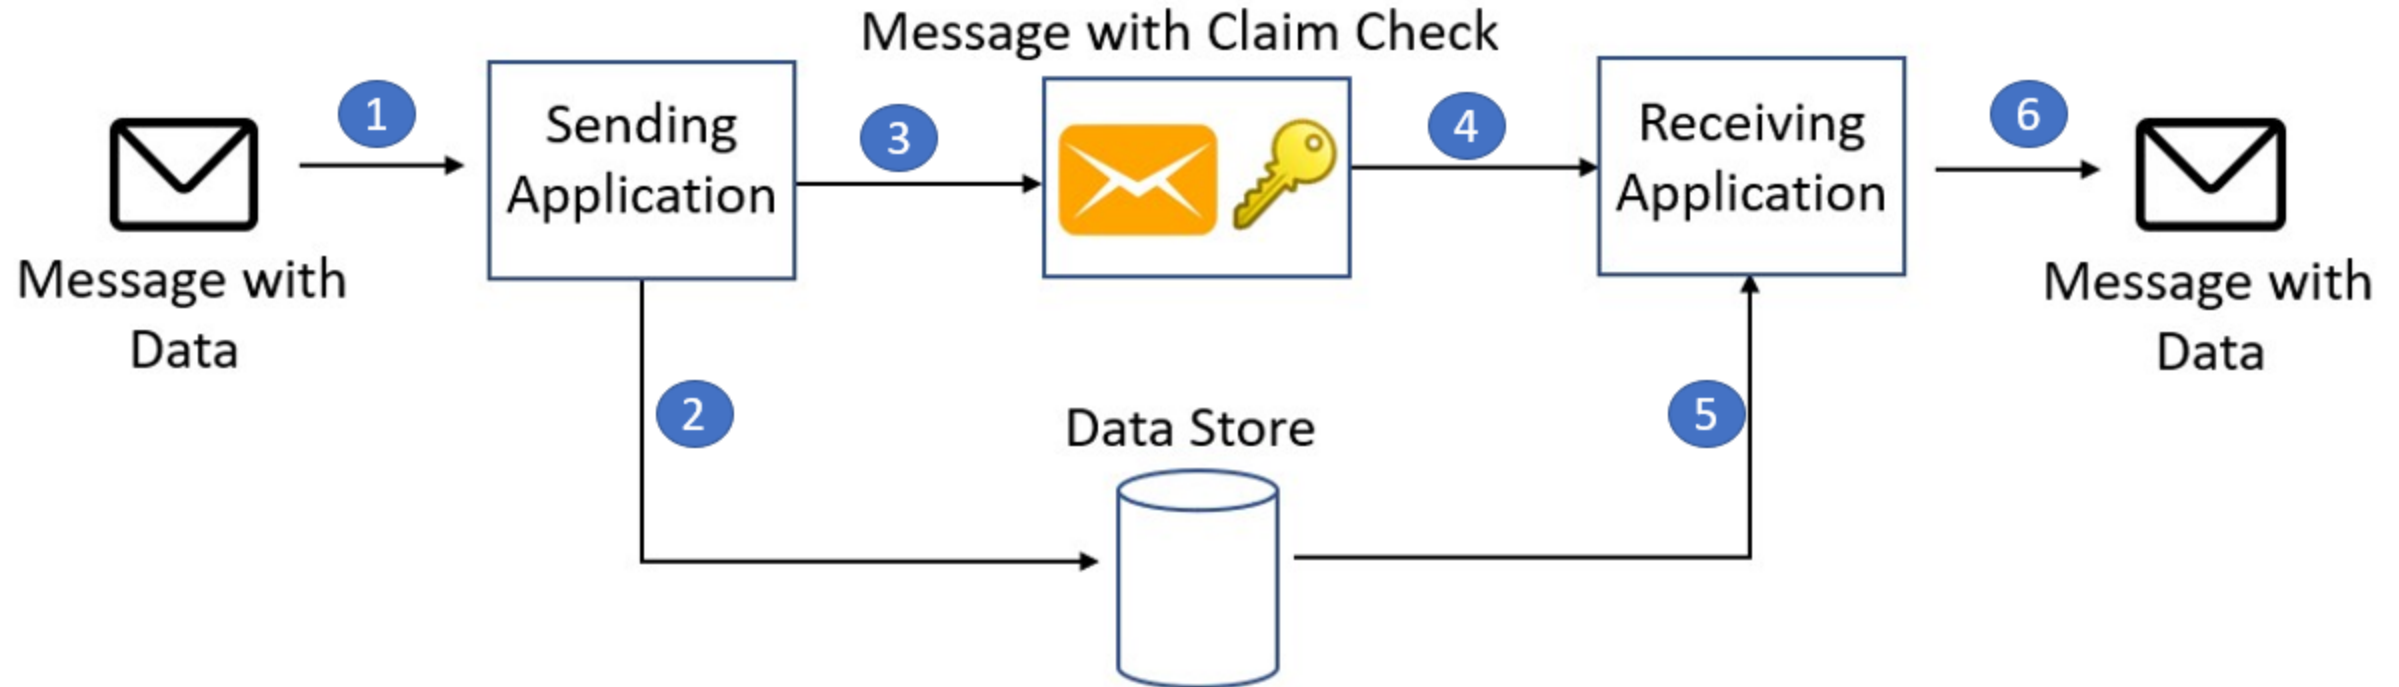 Message with Claim Check
1
Sending
Application
3
4
Receiving
Application
6
Message with
Data
Message with
Data
2
Data Store
5